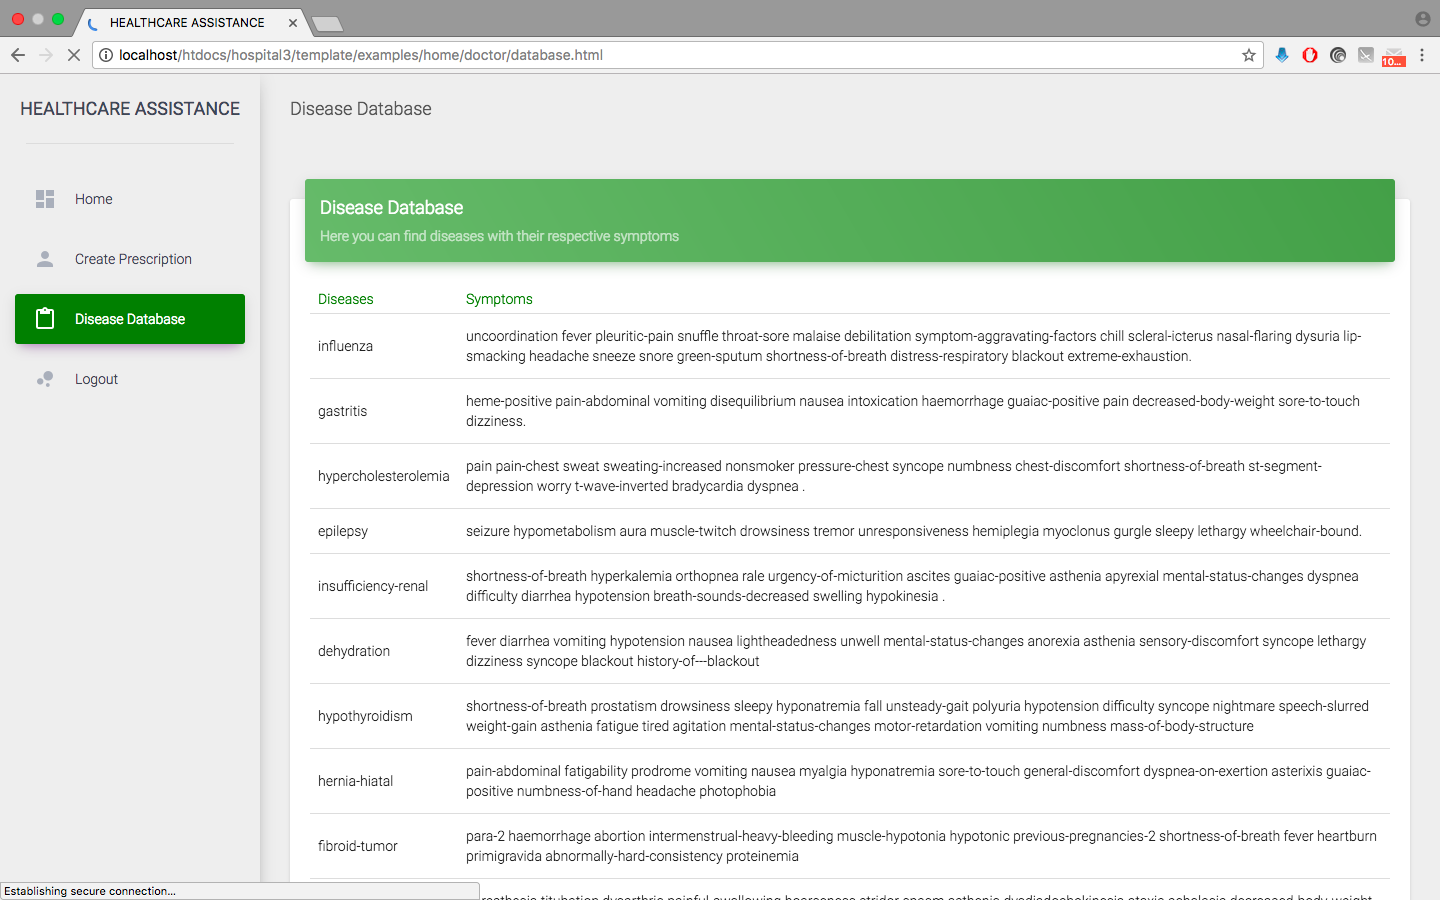 HEALTHCARE ASSISTANCE
localhost/htdocs/hospital3/template/examples/home/doctor/database.html
10...
HEALTHCARE ASSISTANCE
Home
Create Prescription
Disease Database
Logout
Disease Database
Disease Database
Here you can find diseases with their respective symptoms
Diseases Symptoms
influenza
uncoordination fever pleuritic-pain snuffle throat-sore malaise debilitation symptom-aggravating-factors chill scleral-icterus nasal-flaring dysuria lip-
smacking headache sneeze snore green-sputum shortness-of-breath distress-respiratory blackout extreme-exhaustion.
gastritis
heme-positive pain-abdominal vomiting disequilibrium nausea intoxication haemorrhage guaiac-positive pain decreased-body-weight sore-to-touch
dizziness.
hypercholesterolemia
pain pain-chest sweat sweating-increased nonsmoker pressure-chest syncope numbness chest-discomfort shortness-of-breath st-segment-
depression worry t-wave-inverted bradycardia dyspnea .
epilepsy
seizure hypometabolism aura muscle-twitch drowsiness tremor unresponsiveness hemiplegia myoclonus gurgle sleepy lethargy wheelchair-bound.
insufficiency-renal
shortness-of-breath hyperkalemia orthopnea rale urgency-of-micturition ascites guaiac-positive asthenia apyrexial mental-status-changes dyspnea
difficulty diarrhea hypotension breath-sounds-decreased swelling hypokinesia .
dehydration
fever diarrhea vomiting hypotension nausea lightheadedness unwell mental-status-changes anorexia asthenia sensory-discomfort syncope lethargy
dizziness syncope blackout history-of---blackout
hypothyroidism
shortness-of-breath prostatism drowsiness sleepy hyponatremia fall unsteady-gait polyuria hypotension difficulty syncope nightmare speech-slurred
weight-gain asthenia fatigue tired agitation mental-status-changes motor-retardation vomiting numbness mass-of-body-structure
hernia-hiatal
pain-abdominal fatigability prodrome vomiting nausea myalgia hyponatremia sore-to-touch general-discomfort dyspnea-on-exertion asterixis guaiac-
positive numbness-of-hand headache photophobia
fibroid-tumor
para-2 haemorrhage abortion intermenstrual-heavy-bleeding muscle-hypotonia hypotonic previous-pregnancies-2 shortness-of-breath fever heartburn
primigravida abnormally-hard-consistency proteinemia
Establishing secure connection...